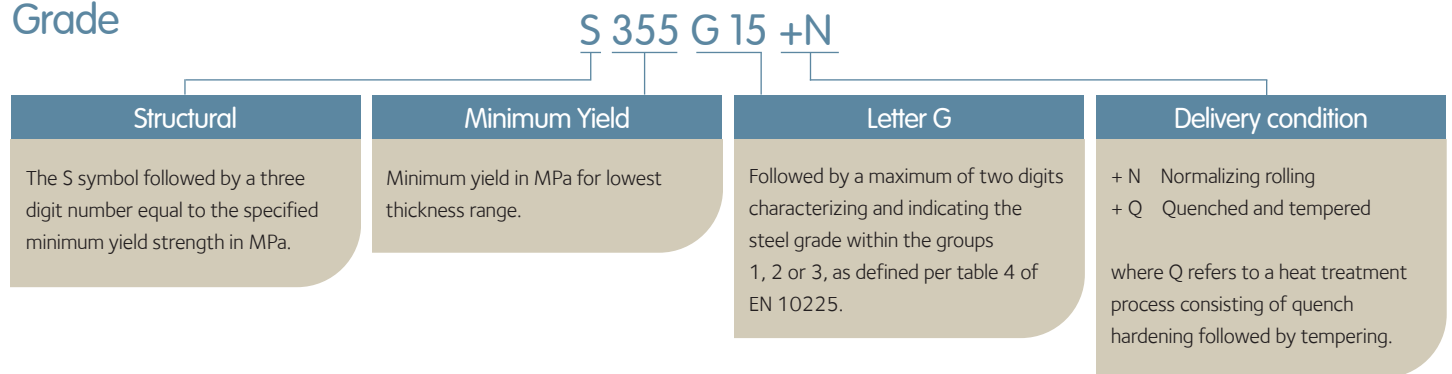 Grade
S 355 G 15 +N
Structural
The S symbol followed by a three
digit number equal to the specified
minimum yield strength in MPa.
Minimum Yield
Minimum yield in MPa for lowest
thickness range.
Letter G
Followed by a maximum of two digits
characterizing and indicating the
steel grade within the groups
1, 2 or 3, as defined per table 4 of
EN 10225.
Delivery condition
+ N Normalizing rolling
+ Q Quenched and tempered
where Q refers to a heat treatment
process consisting of quench
hardening followed by tempering.